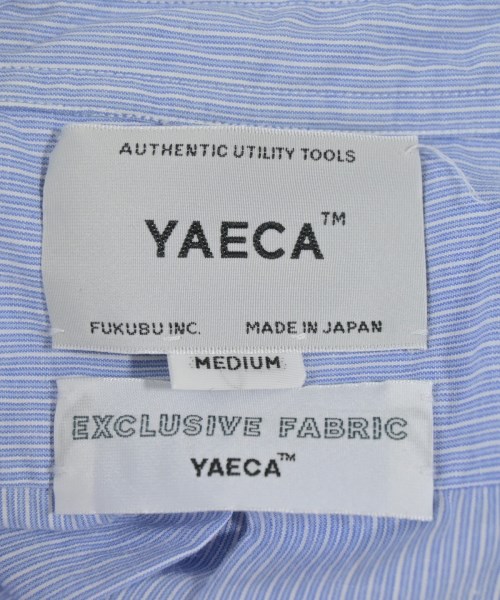 AUTHENTIC UTILITY TOOLS
YAECA™
FUKUBU INC. MADE IN JAPAN
MEDIUM
EXCLUSIVE FABRIC
YAECA™